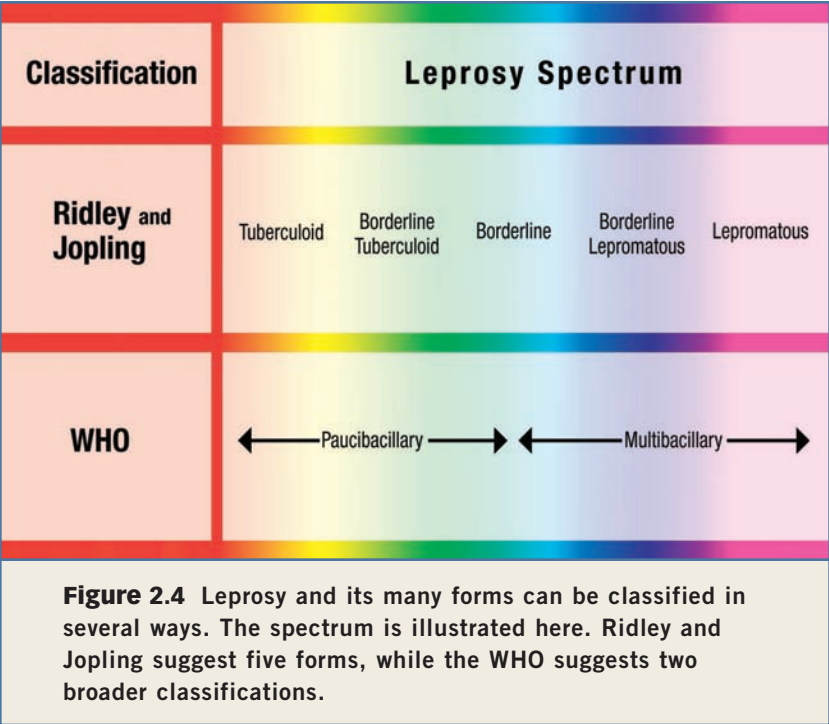 Classification
Leprosy Spectrum
Ridley and
Jopling
Tuberculoid
Borderline
Tuberculoid
Borderline
Borderline
Lepromatous
Lepromatous
WHO
Paucibacillary
Multibacillary
Figure 2.4 Leprosy and its many forms can be classified in
several ways. The spectrum is illustrated here. Ridley and
Jopling suggest five forms, while the WHO suggests two
broader classifications.